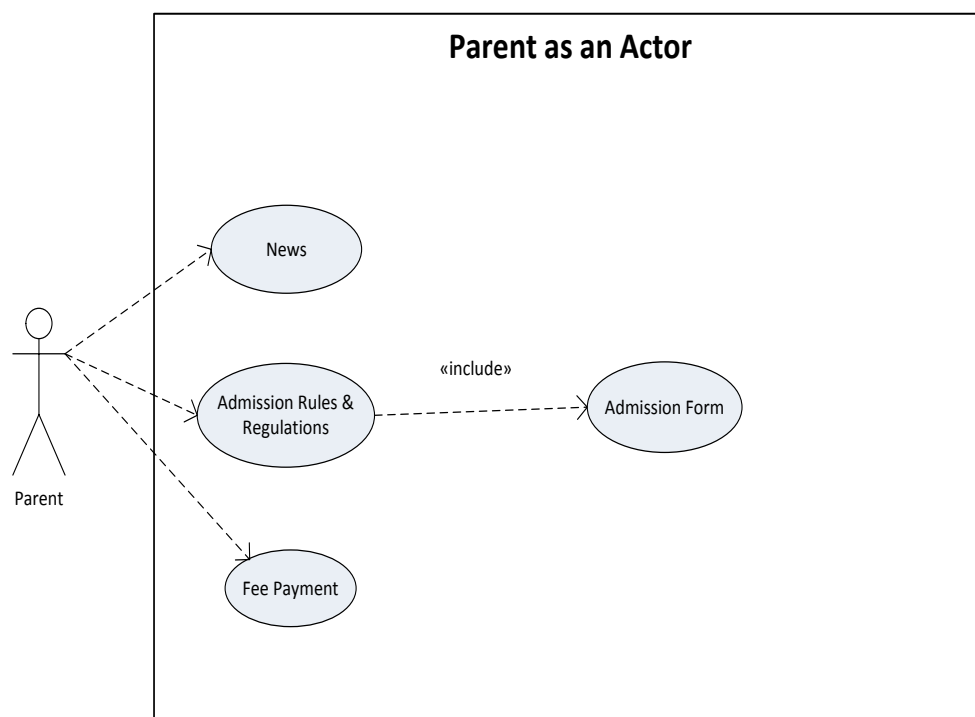 Parent as an Actor
News
«include»
Admission Rules &
Regulations
Admission Form
Parent
Fee Payment